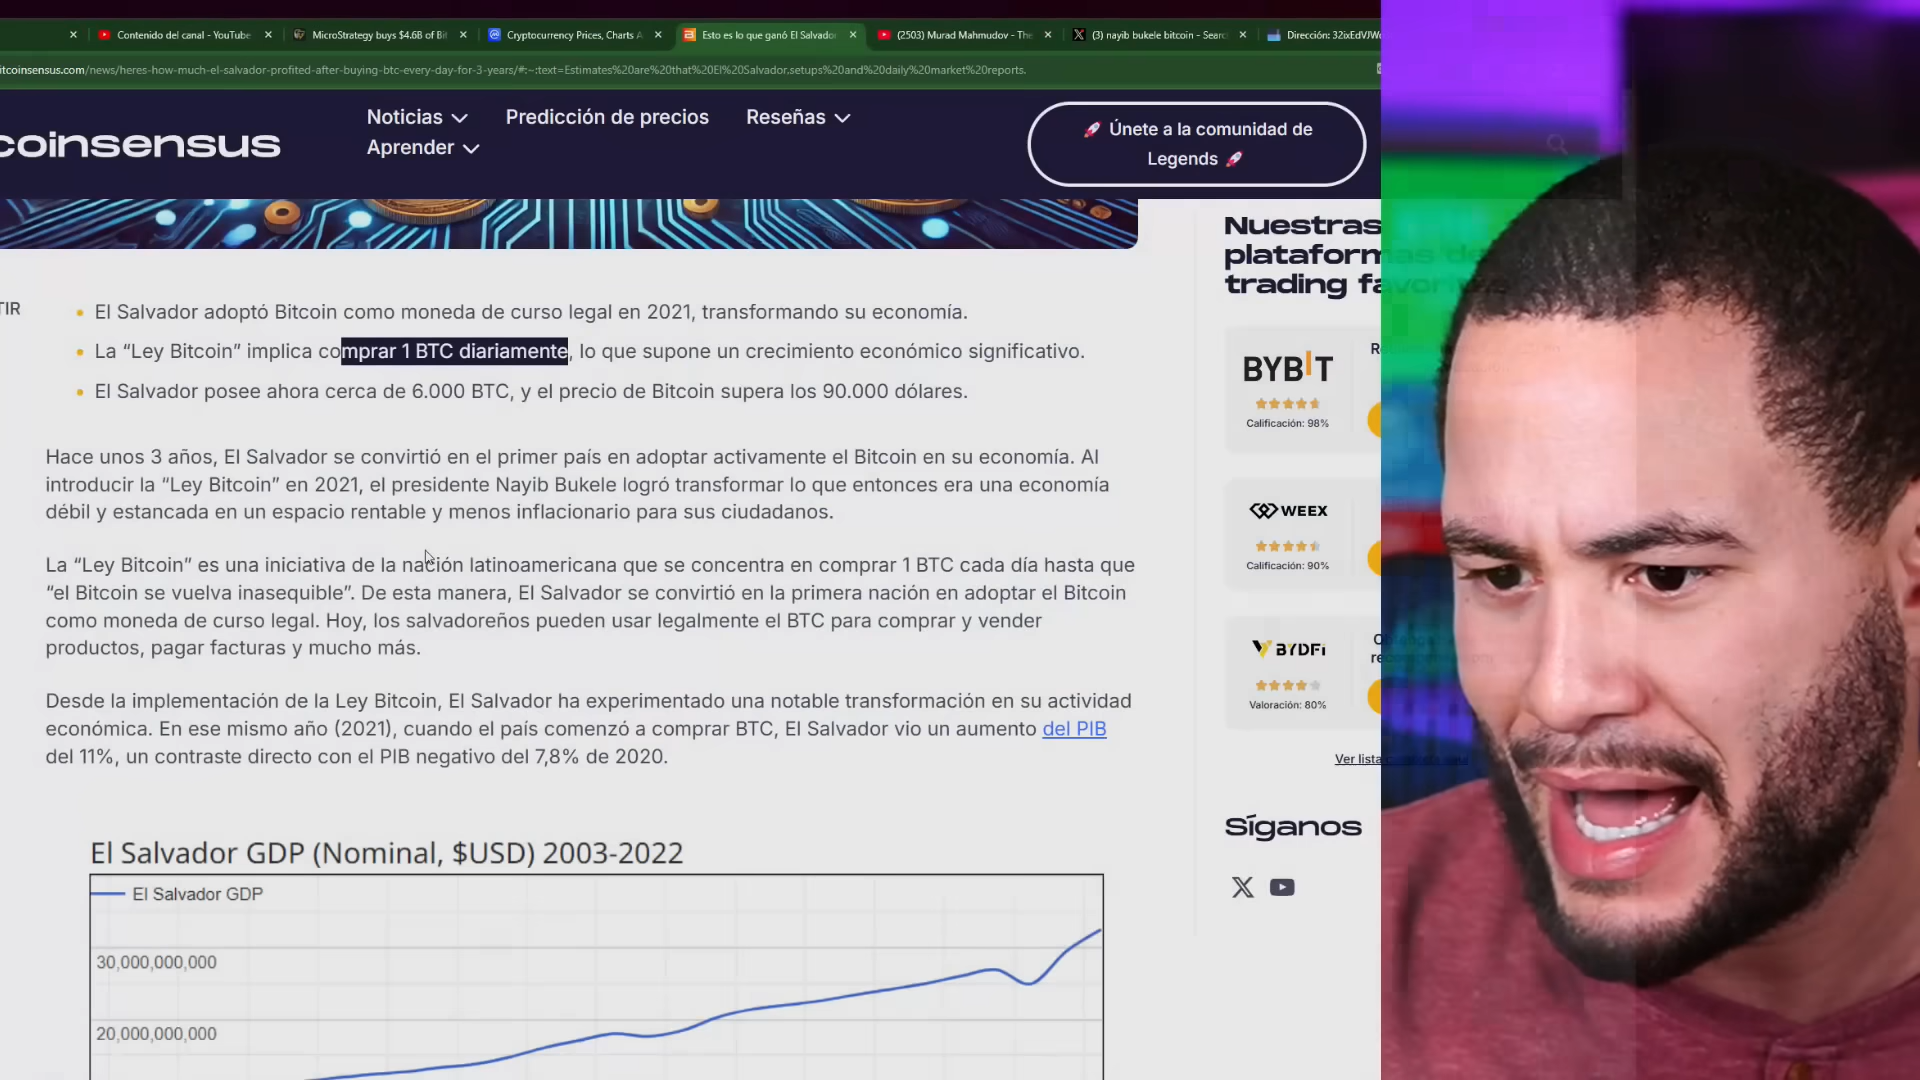 Contenido del canal - YouTube
MicroStrategy buys $4.6B of Bit
Cryptocurrency Prices, Charts A
Esto es lo que ganó El Salvador
(2503) Murad Mahmudov - The
(3) nayib bukele bitcoin - Searc
Dirección: 32ixEdVJWo
itcoinsensus.com/news/heres-how-much-el-salvador-profited-after-buying-btc-every-day-for-3-years/#:~:text=Estimates%20are%20that%20El%20Salvador,setups%20and%20daily%20market%20reports.
coinsensus
Noticias
Predicción de precios
Reseñas
Aprender
🚀 Únete a la comunidad de
Legends 🚀
TIR
El Salvador adoptó Bitcoin como moneda de curso legal en 2021, transformando su economía.
La “Ley Bitcoin” implica comprar 1 BTC diariamente, lo que supone un crecimiento económico significativo.
El Salvador posee ahora cerca de 6.000 BTC, y el precio de Bitcoin supera los 90.000 dólares.
Hace unos 3 años, El Salvador se convirtió en el primer país en adoptar activamente el Bitcoin en su economía. Al
introducir la “Ley Bitcoin” en 2021, el presidente Nayib Bukele logró transformar lo que entonces era una economía
débil y estancada en un espacio rentable y menos inflacionario para sus ciudadanos.
La “Ley Bitcoin” es una iniciativa de la nación latinoamericana que se concentra en comprar 1 BTC cada día hasta que
“el Bitcoin se vuelva inasequible”. De esta manera, El Salvador se convirtió en la primera nación en adoptar el Bitcoin
como moneda de curso legal. Hoy, los salvadoreños pueden usar legalmente el BTC para comprar y vender
productos, pagar facturas y mucho más.
Desde la implementación de la Ley Bitcoin, El Salvador ha experimentado una notable transformación en su actividad
económica. En ese mismo año (2021), cuando el país comenzó a comprar BTC, El Salvador vio un aumento del PIB
del 11%, un contraste directo con el PIB negativo del 7,8% de 2020.
El Salvador GDP (Nominal, $USD) 2003-2022
El Salvador GDP
30,000,000,000
20,000,000,000
Nuestras
plataformas de
trading favoritas
BYBIT
Calificación: 98%
WEEX
Calificación: 90%
BYDFi
Valoración: 80%
Ver lista
Síganos